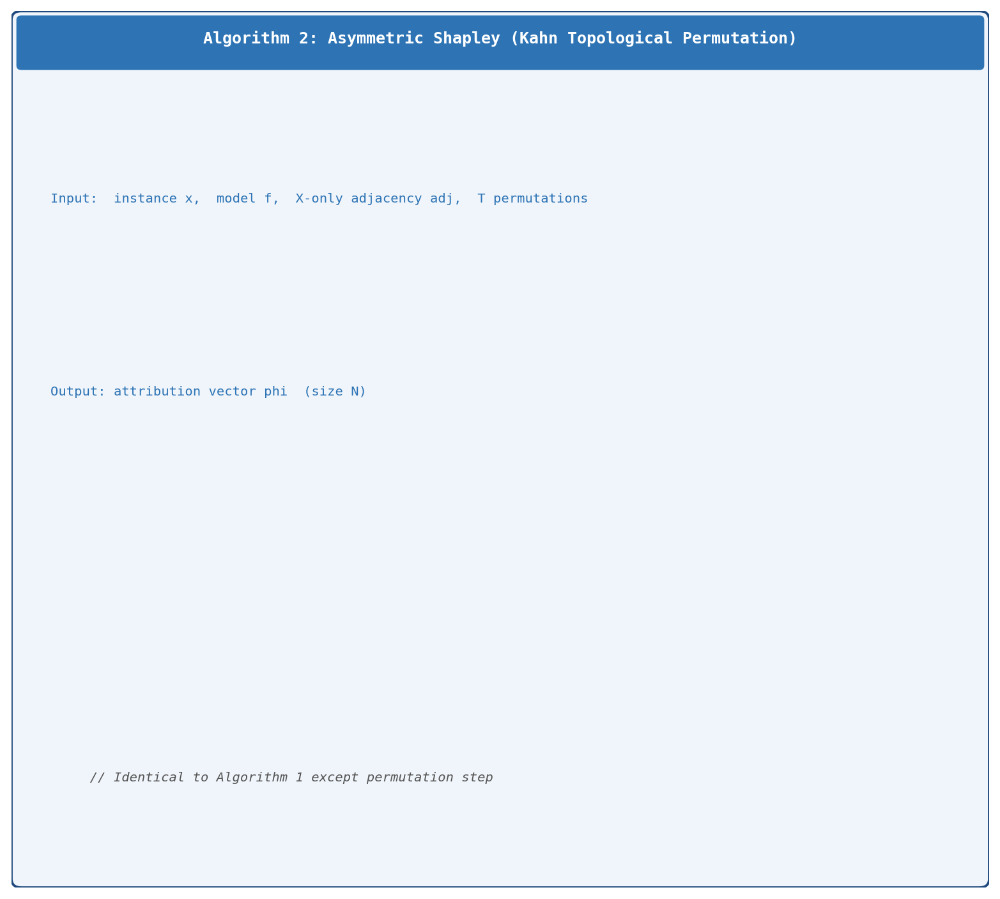 Algorithm 2: Asymmetric Shapley (Kahn Topological Permutation)
Input:  instance x,  model f,  X-only adjacency adj,  T permutations
Output: attribution vector phi  (size N)
// Identical to Algorithm 1 except permutation step